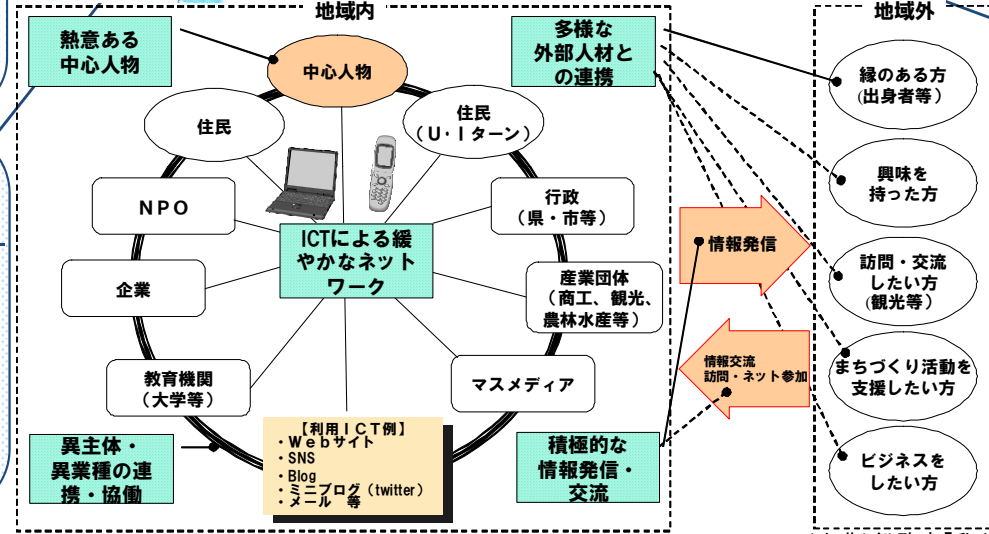 地域内
地域外
熱意ある
中心人物
中心人物
多様な
外部人材と
の連携
縁のある方
(出身者等)
住民
住民
(U・Iターン)
興味を
持った方
NPO
行政
(県・市等)
ICTによる緩
やかなネット
ワーク
情報発信
訪問・交流
したい方
(観光等)
企業
産業団体
(商工、観光、
農林水産等)
情報交流
訪問・ネット参加
まちづくり活動を
支援したい方
教育機関
(大学等)
マスメディア
【利用ICT例】
・Webサイト
・SNS
・Blog
・ミニブログ(twitter)
・メール 等
異主体・
異業種の連
携・協働
積極的な
情報発信・
交流
ビジネスを
したい方